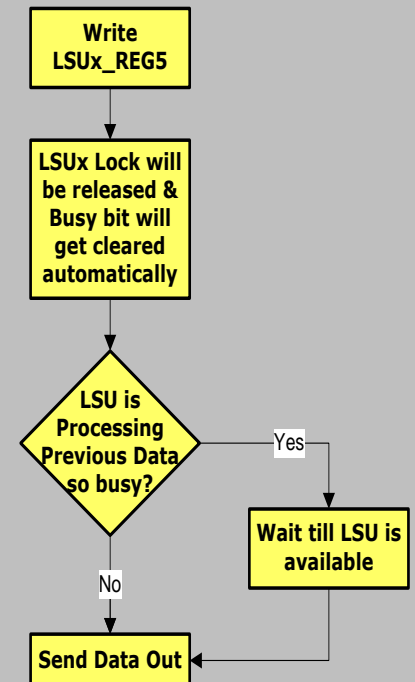 Write
LSUx_REG5
LSUx Lock will
be released &
Busy bit will
get cleared
automatically
LSU is
Processing
Previous Data
so busy?
Yes
Wait till LSU is
available
No
Send Data Out